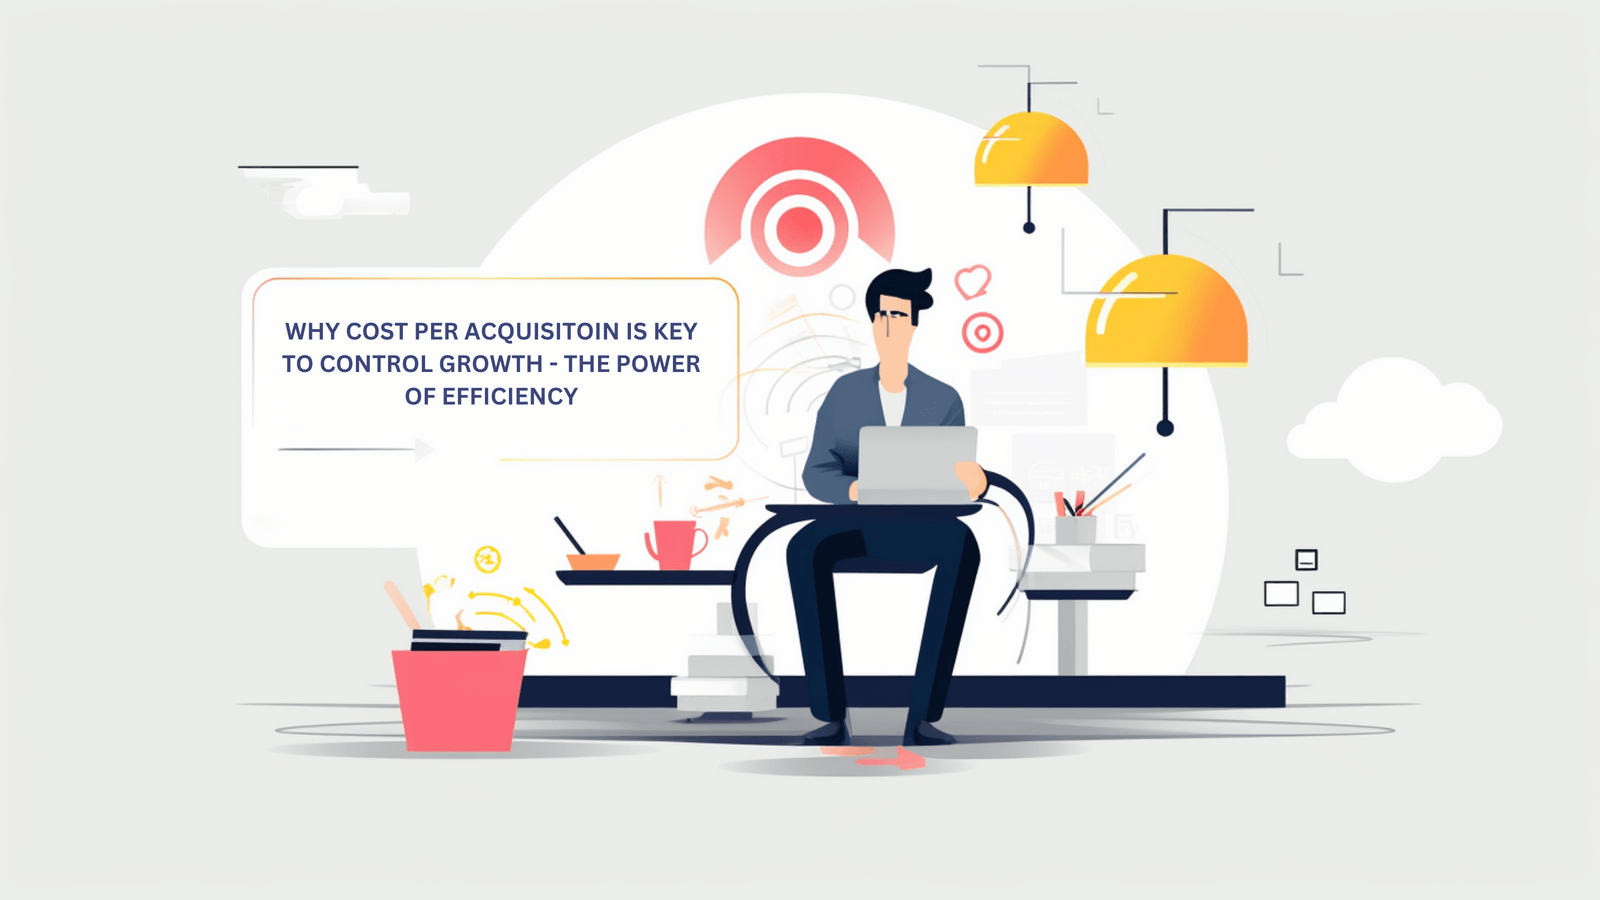 WHY COST PER ACQUISITOIN IS KEY
TO CONTROL GROWTH - THE POWER
OF EFFICIENCY